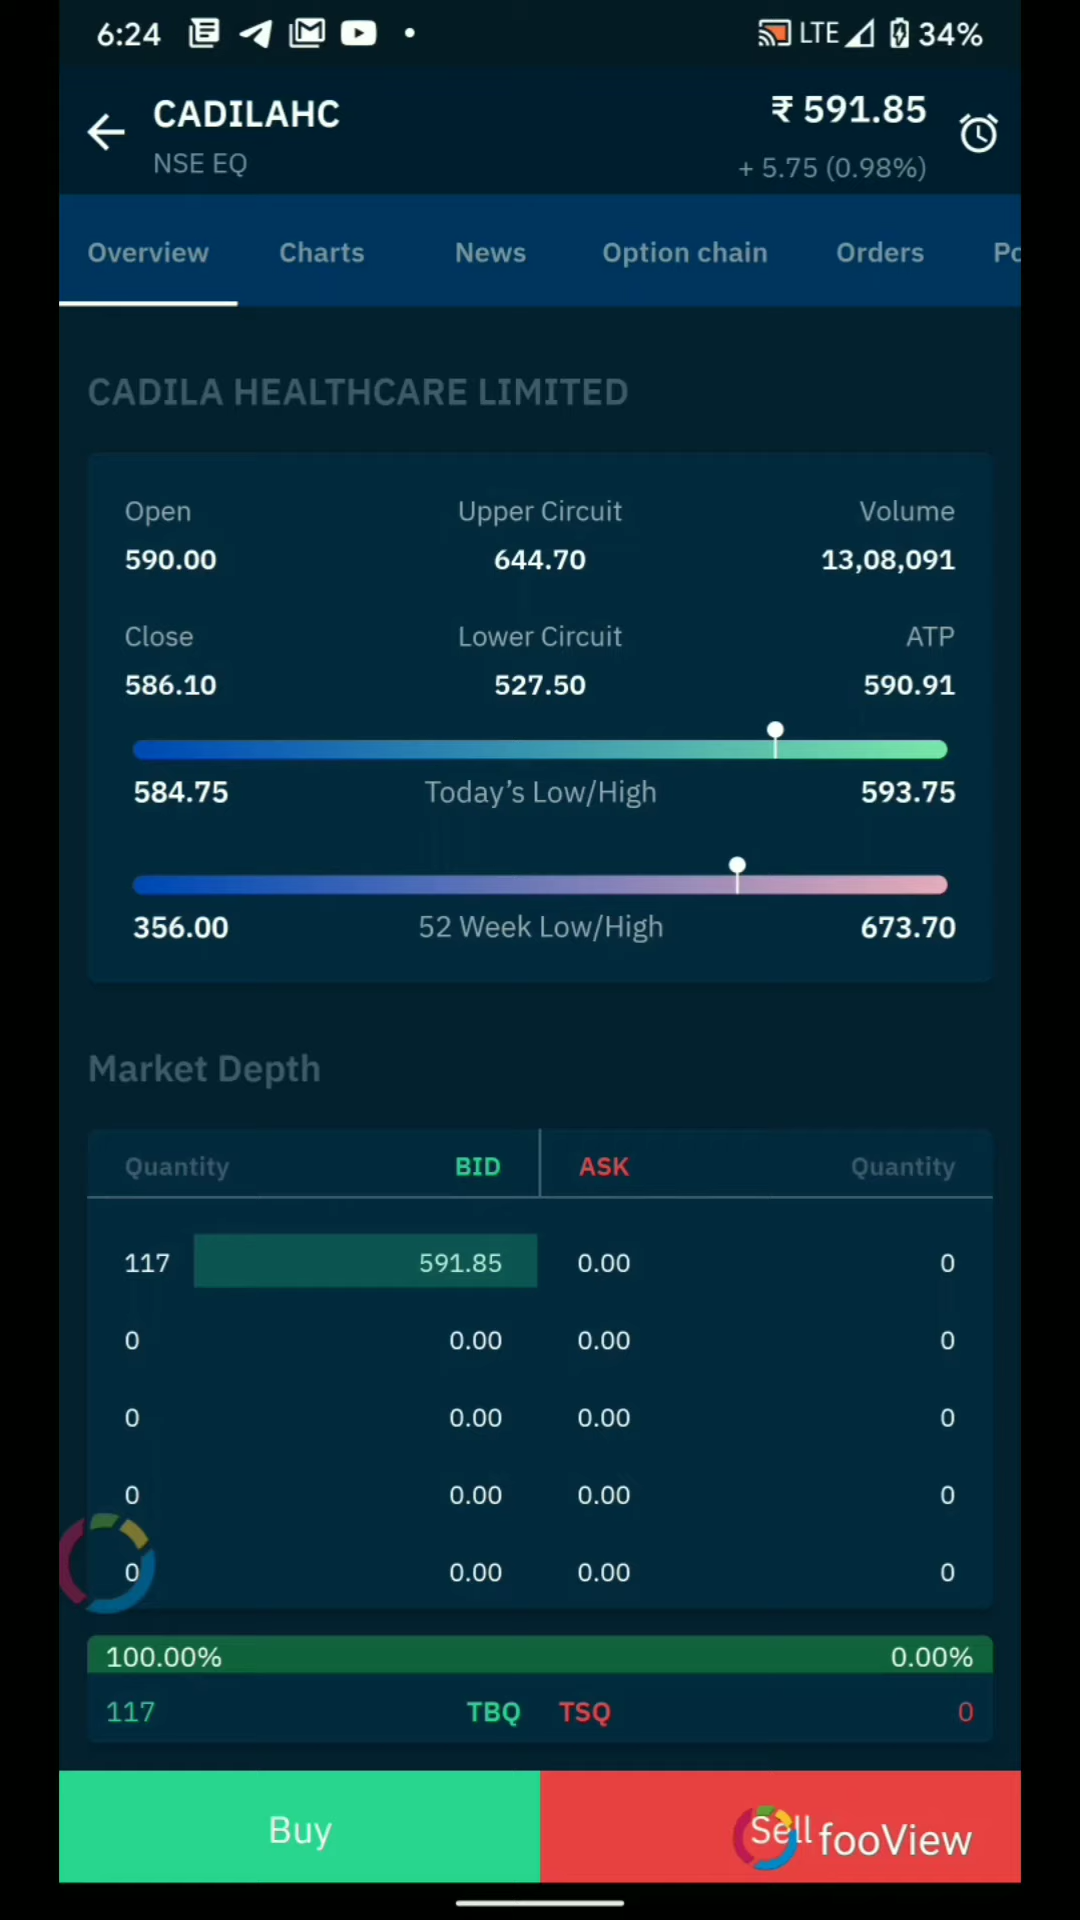 6:24 LTE 34%
CADILAHC ₹ 591.85
NSE EQ + 5.75 (0.98%)
Overview Charts News Option chain Orders Po
CADILA HEALTHCARE LIMITED
Open Upper Circuit Volume
590.00 644.70 13,08,091
Close Lower Circuit ATP
586.10 527.50 590.91
584.75 Today's Low/High 593.75
356.00 52 Week Low/High 673.70
Market Depth
Quantity BID ASK Quantity
117 591.85 0.00 0
0 0.00 0.00 0
0 0.00 0.00 0
0 0.00 0.00 0
0 0.00 0.00 0
100.00% 0.00%
117 TBQ TSQ 0
Buy Sell fooView